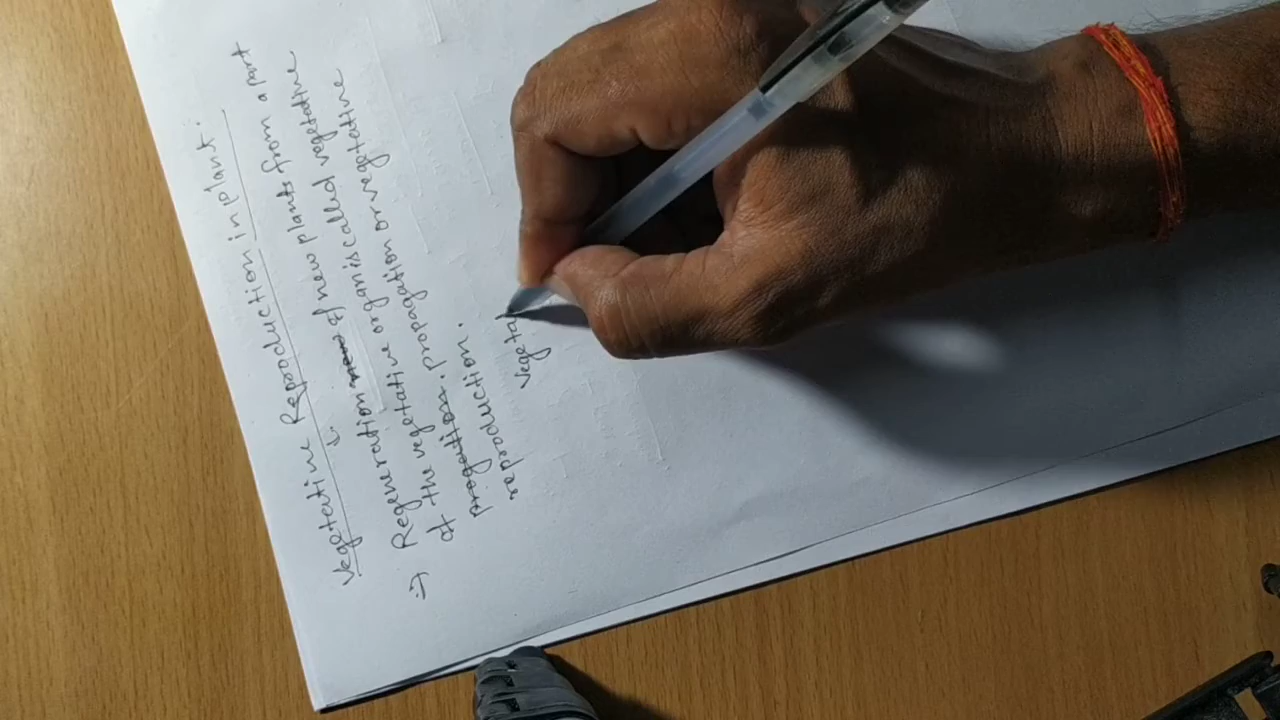 Vegetative Reproduction in plant.
→ Regeneration of new plants from a part
of the vegetative organ is called vegetative
propagation or vegetative
reproduction.
Vegeta